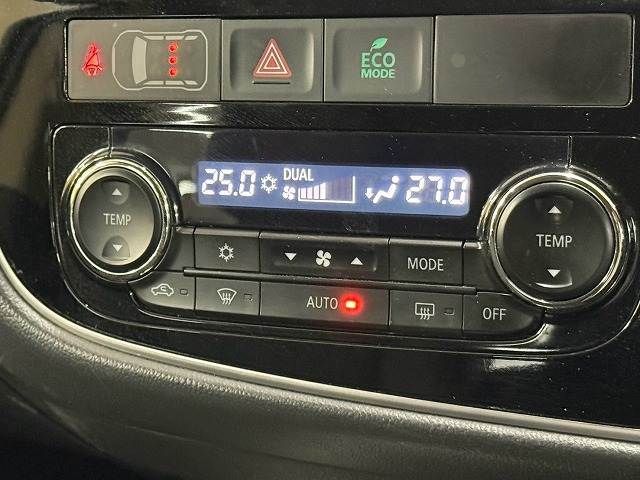 ECO
MODE
25.0 DUAL 27.0
TEMP
TEMP
MODE
AUTO
OFF